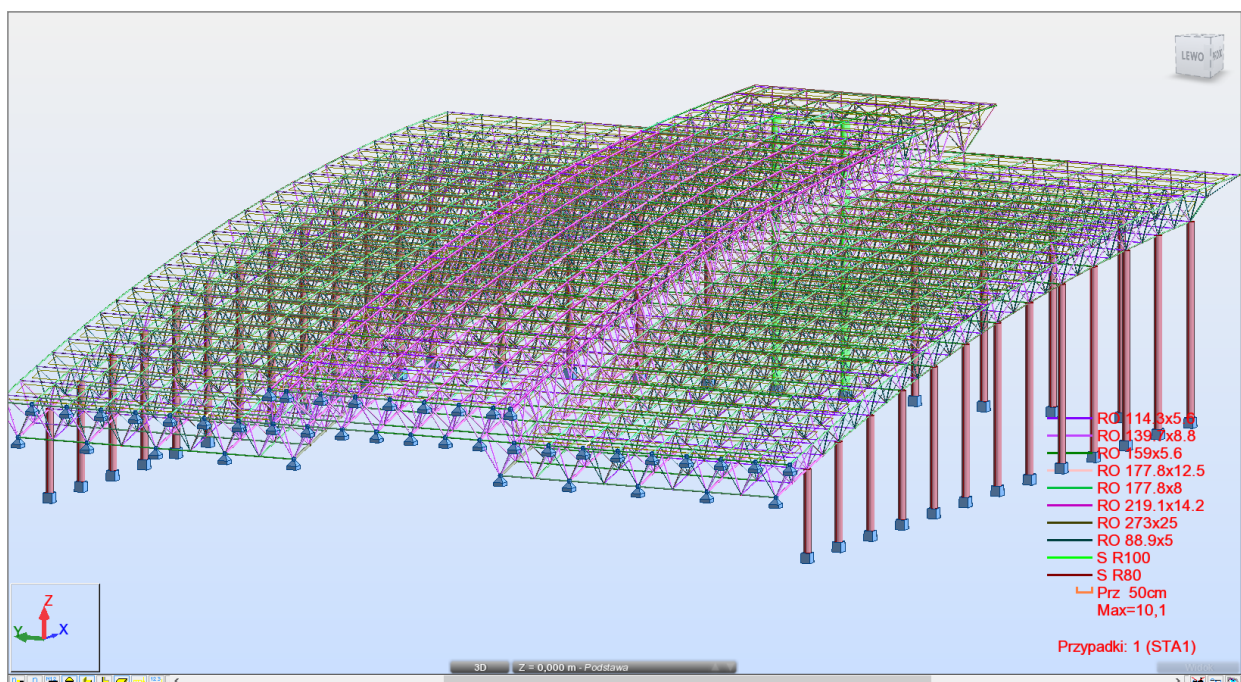 LEWO
RO 114.3x5.6
RO 139.7x8.8
RO 159x5.6
RO 177.8x12.5
RO 177.8x8
RO 219.1x14.2
RO 273x25
RO 88.9x5
S R100
S R80
Prz 50cm
Max=10,1
Przypadki: 1 (STA1)
Z
Y
X
3D
Z = 0,000 m - Podstawa